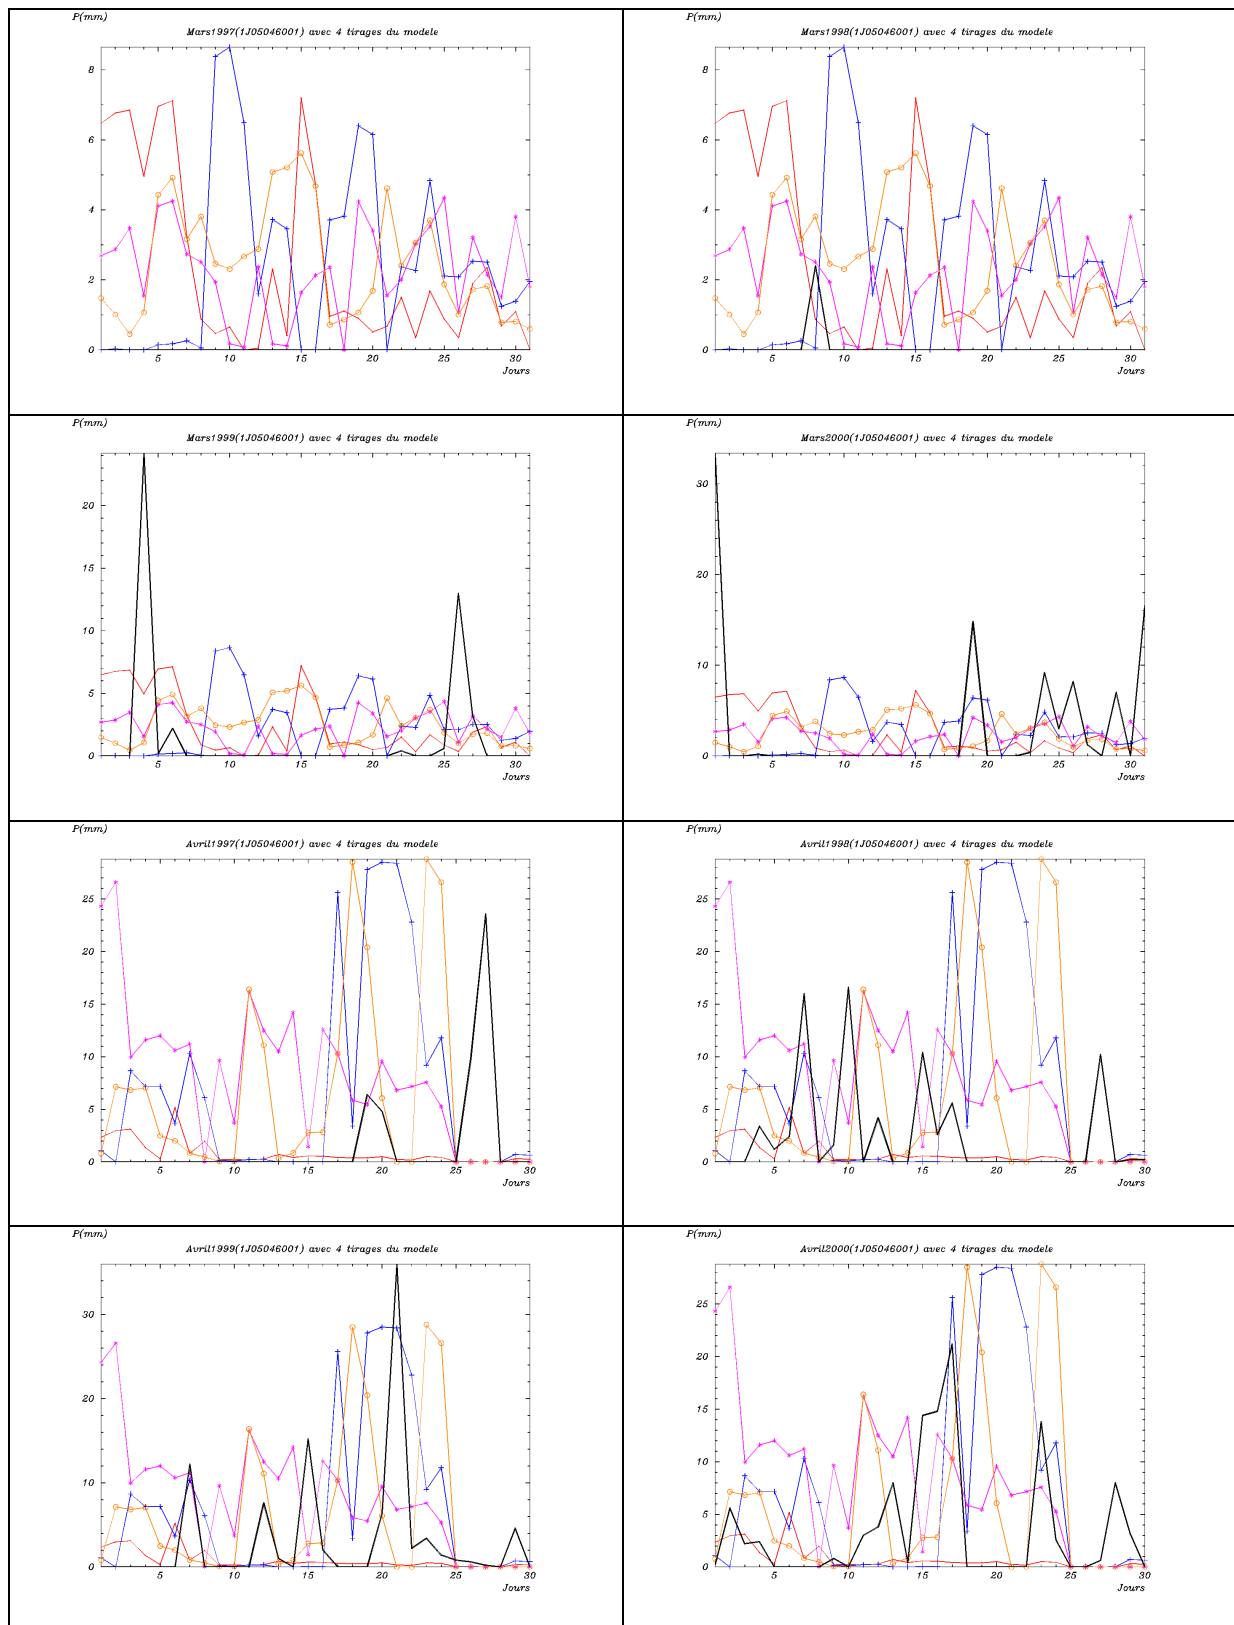 P(mm)
Mars1997(1J05046001) avec 4 tirages du modele
8
6
4
2
0
5 10 15 20 25 30
Jours
P(mm)
Mars1998(1J05046001) avec 4 tirages du modele
8
6
4
2
0
5 10 15 20 25 30
Jours
P(mm)
Mars1999(1J05046001) avec 4 tirages du modele
20
15
10
5
0
5 10 15 20 25 30
Jours
P(mm)
Mars2000(1J05046001) avec 4 tirages du modele
30
20
10
0
5 10 15 20 25 30
Jours
P(mm)
Avril1997(1J05046001) avec 4 tirages du modele
25
20
15
10
5
0
5 10 15 20 25 30
Jours
P(mm)
Avril1998(1J05046001) avec 4 tirages du modele
25
20
15
10
5
0
5 10 15 20 25 30
Jours
P(mm)
Avril1999(1J05046001) avec 4 tirages du modele
30
20
10
0
5 10 15 20 25 30
Jours
P(mm)
Avril2000(1J05046001) avec 4 tirages du modele
25
20
15
10
5
0
5 10 15 20 25 30
Jours